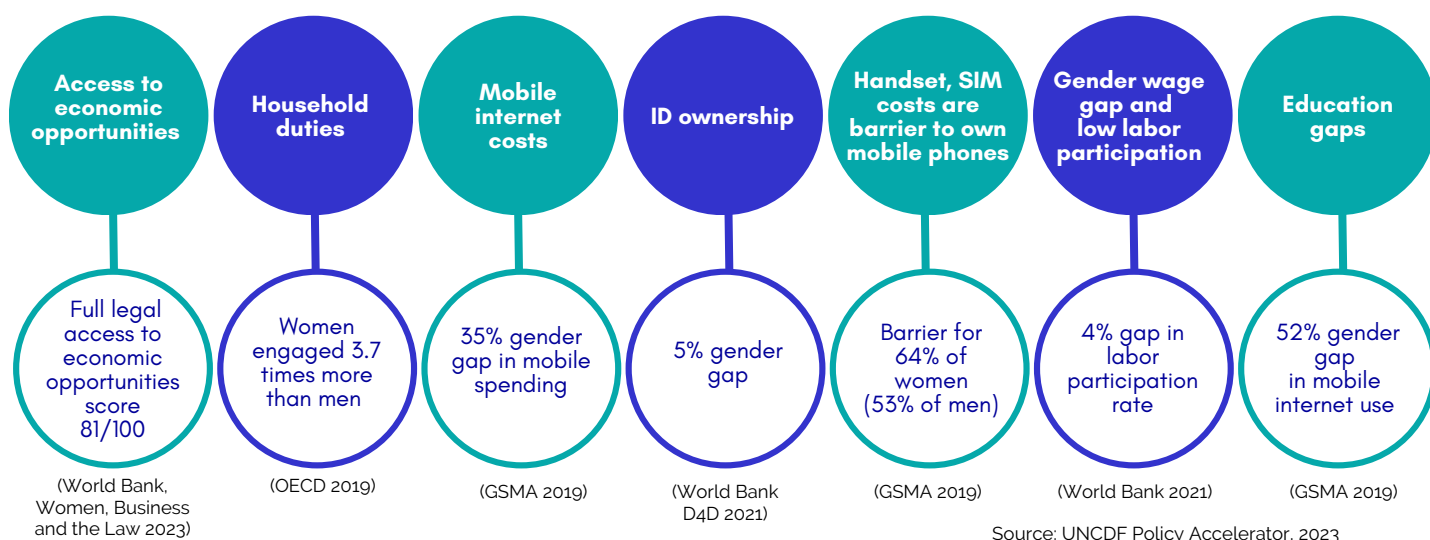 Access to
economic
opportunities
Household
duties
Mobile
internet
costs
ID ownership
Handset, SIM
costs are
barrier to own
mobile phones
Gender wage
gap and
low labor
participation
Education
gaps
Full legal
access to
economic
opportunities
score
81/100
Women
engaged 3.7
times more
than men
35% gender
gap in mobile
spending
5% gender
gap
Barrier for
64% of
women
(53% of men)
4% gap in
labor
participation
rate
52% gender
gap
in mobile
internet use
(World Bank,
Women, Business
and the Law 2023)
(OECD 2019)
(GSMA 2019)
(World Bank
D4D 2021)
(GSMA 2019)
(World Bank 2021)
(GSMA 2019)
Source: UNCDF Policy Accelerator, 2023